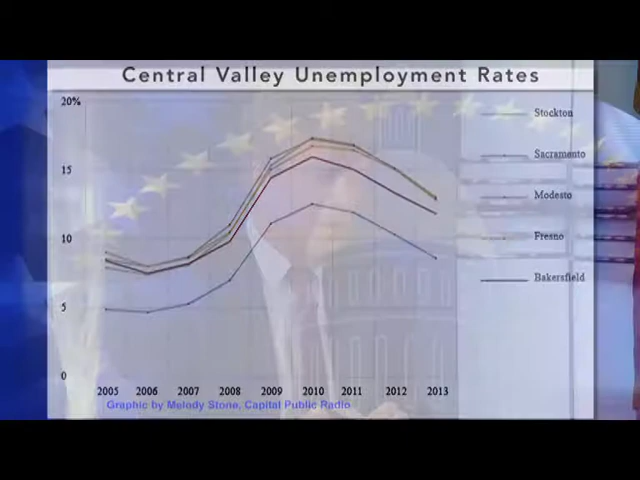 Central Valley Unemployment Rates
20%
Stockton
Sacramento
15
Modesto
10
Fresno
Bakersfield
5
0
2005 2006 2007 2008 2009 2010 2011 2012 2013
Graphic by Melody Stone, Capital Public Radio